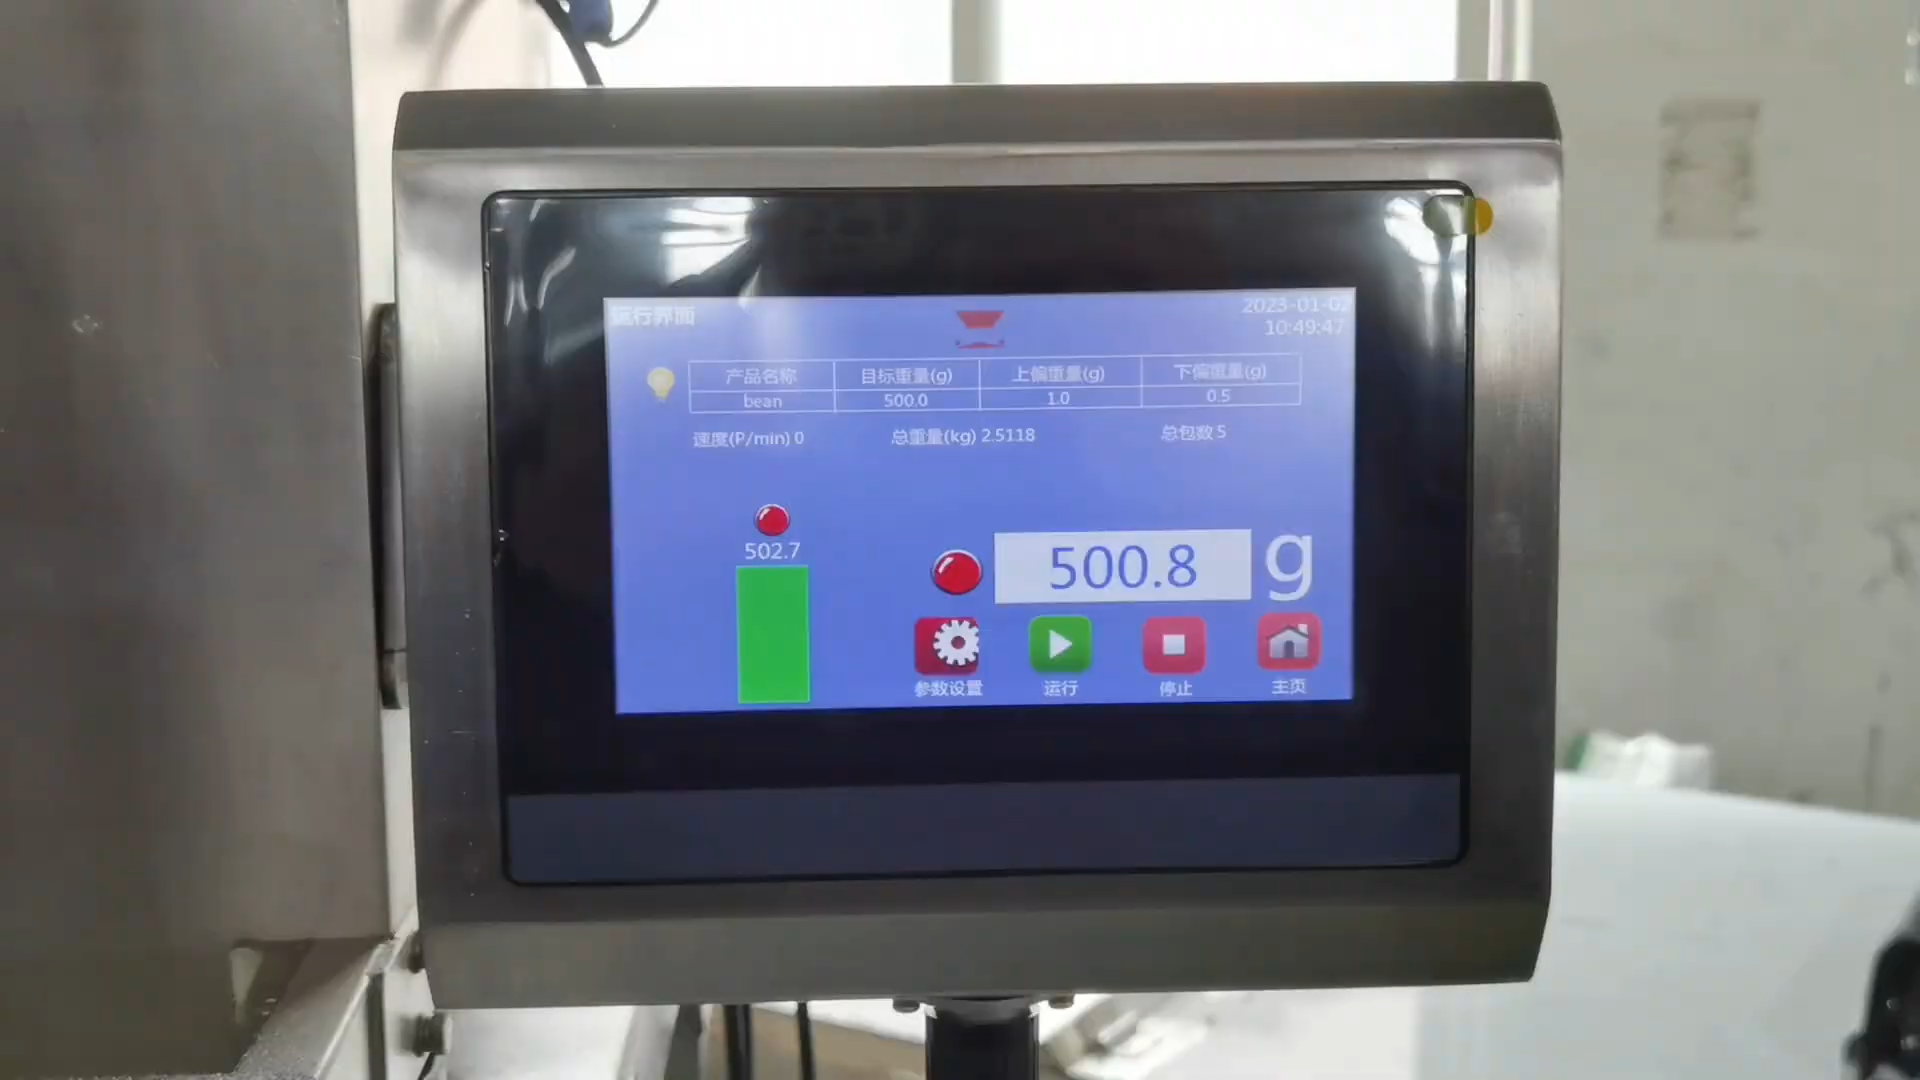 运行界面
2023-01-02
10:49:47
产品名称 目标重量(g) 上偏重量(g) 下偏重量(g)
bean 500.0 1.0 0.5
速度(P/min) 0 总重量(kg) 2.5118 总包数 5
502.7
500.8 g
参数设置 运行 停止 主页